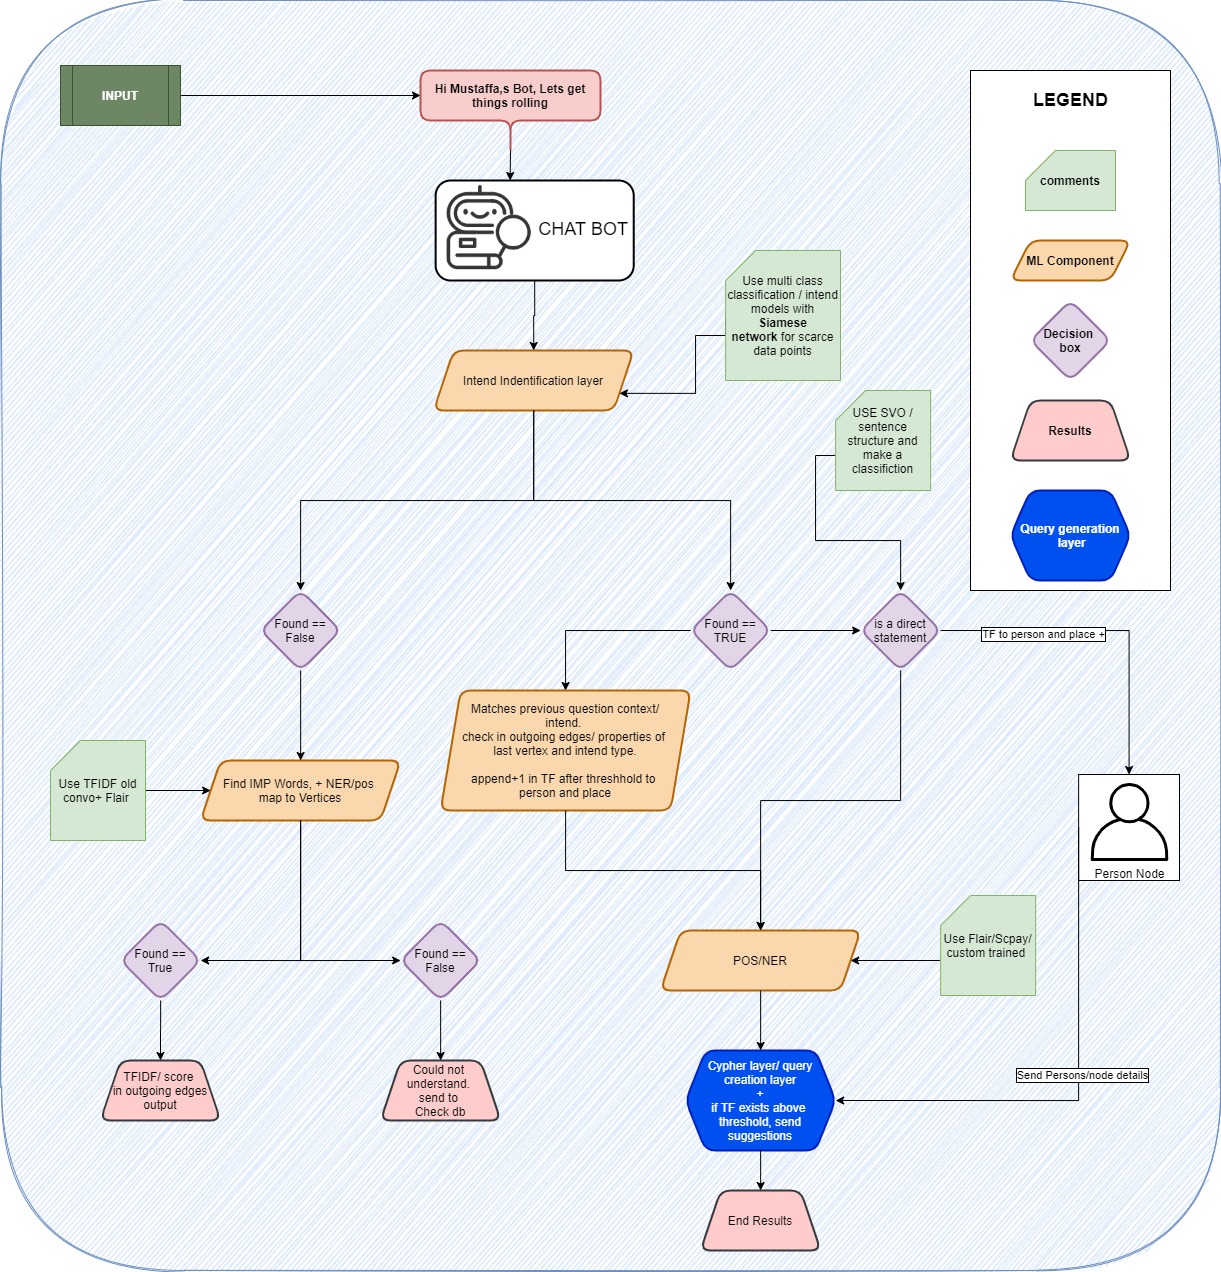 INPUT
Hi Mustaffa,s Bot, Lets get
things rolling
LEGEND
comments
CHAT BOT
ML Component
Use multi class
classification / intend
models with
Siamese
network for scarce
data points
Decision
box
Intend Indentification layer
USE SVO /
sentence
structure and
make a
classifiction
Results
Query generation
layer
Found ==
False
Found ==
TRUE
is a direct
statement
TF to person and place +
Matches previous question context/
intend.
check in outgoing edges/ properties of
last vertex and intend type.
append+1 in TF after threshhold to
person and place
Use TFIDF old
convo+ Flair
Find IMP Words, + NER/pos
map to Vertices
Person Node
Found ==
True
Found ==
False
POS/NER
Use Flair/Scpay/
custom trained
TFIDF/ score
in outgoing edges
output
Could not
understand.
send to
Check db
Cypher layer/ query
creation layer
+
if TF exists above
threshold, send
suggestions
Send Persons/node details
End Results